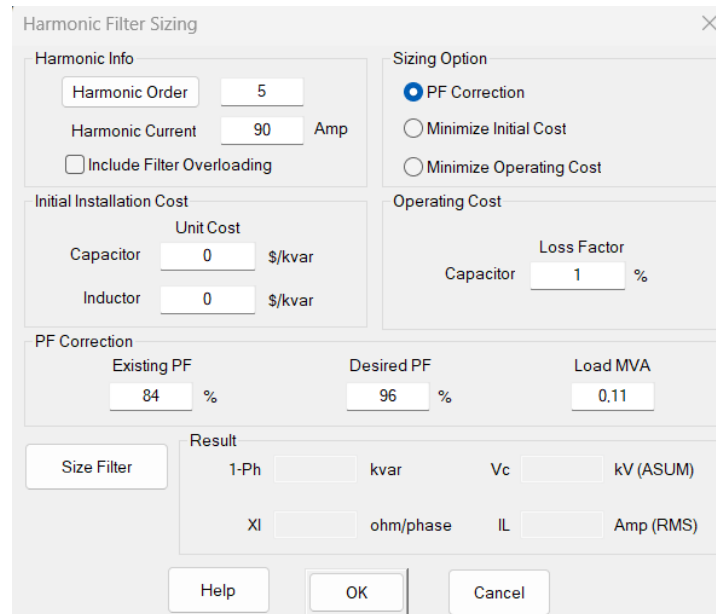 Harmonic Filter Sizing
Harmonic Info
Harmonic Order 5
Harmonic Current 90 Amp
Include Filter Overloading
Sizing Option
PF Correction
Minimize Initial Cost
Minimize Operating Cost
Initial Installation Cost
Unit Cost
Capacitor 0 $/kvar
Inductor 0 $/kvar
Operating Cost
Loss Factor
Capacitor 1 %
PF Correction
Existing PF Desired PF Load MVA
84 % 96 % 0,11
Size Filter
Result
1-Ph kvar Vc kV (ASUM)
Xl ohm/phase IL Amp (RMS)
Help OK Cancel